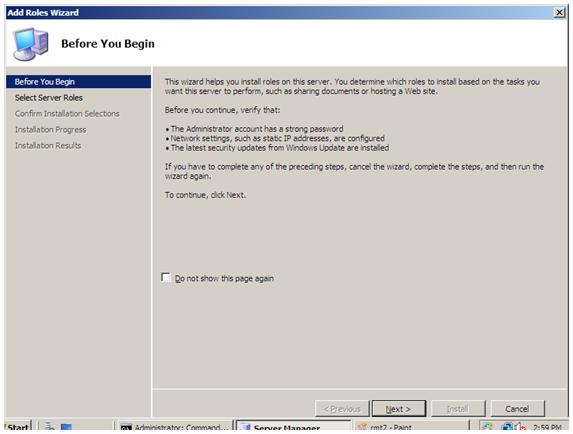 Add Roles Wizard
Before You Begin
Before You Begin
Select Server Roles
Confirm Installation Selections
Installation Progress
Installation Results
This wizard helps you install roles on this server. You determine which roles to install based on the tasks you
want this server to perform, such as sharing documents or hosting a Web site.
Before you continue, verify that:
• The Administrator account has a strong password
• Network settings, such as static IP addresses, are configured
• The latest security updates from Windows Update are installed
If you have to complete any of the preceding steps, cancel the wizard, complete the steps, and then run the
wizard again.
To continue, click Next.
Do not show this page again
< Previous Next > Install Cancel
Start Administrator: Command... Server Manager rmt2 - Paint 2:59 PM